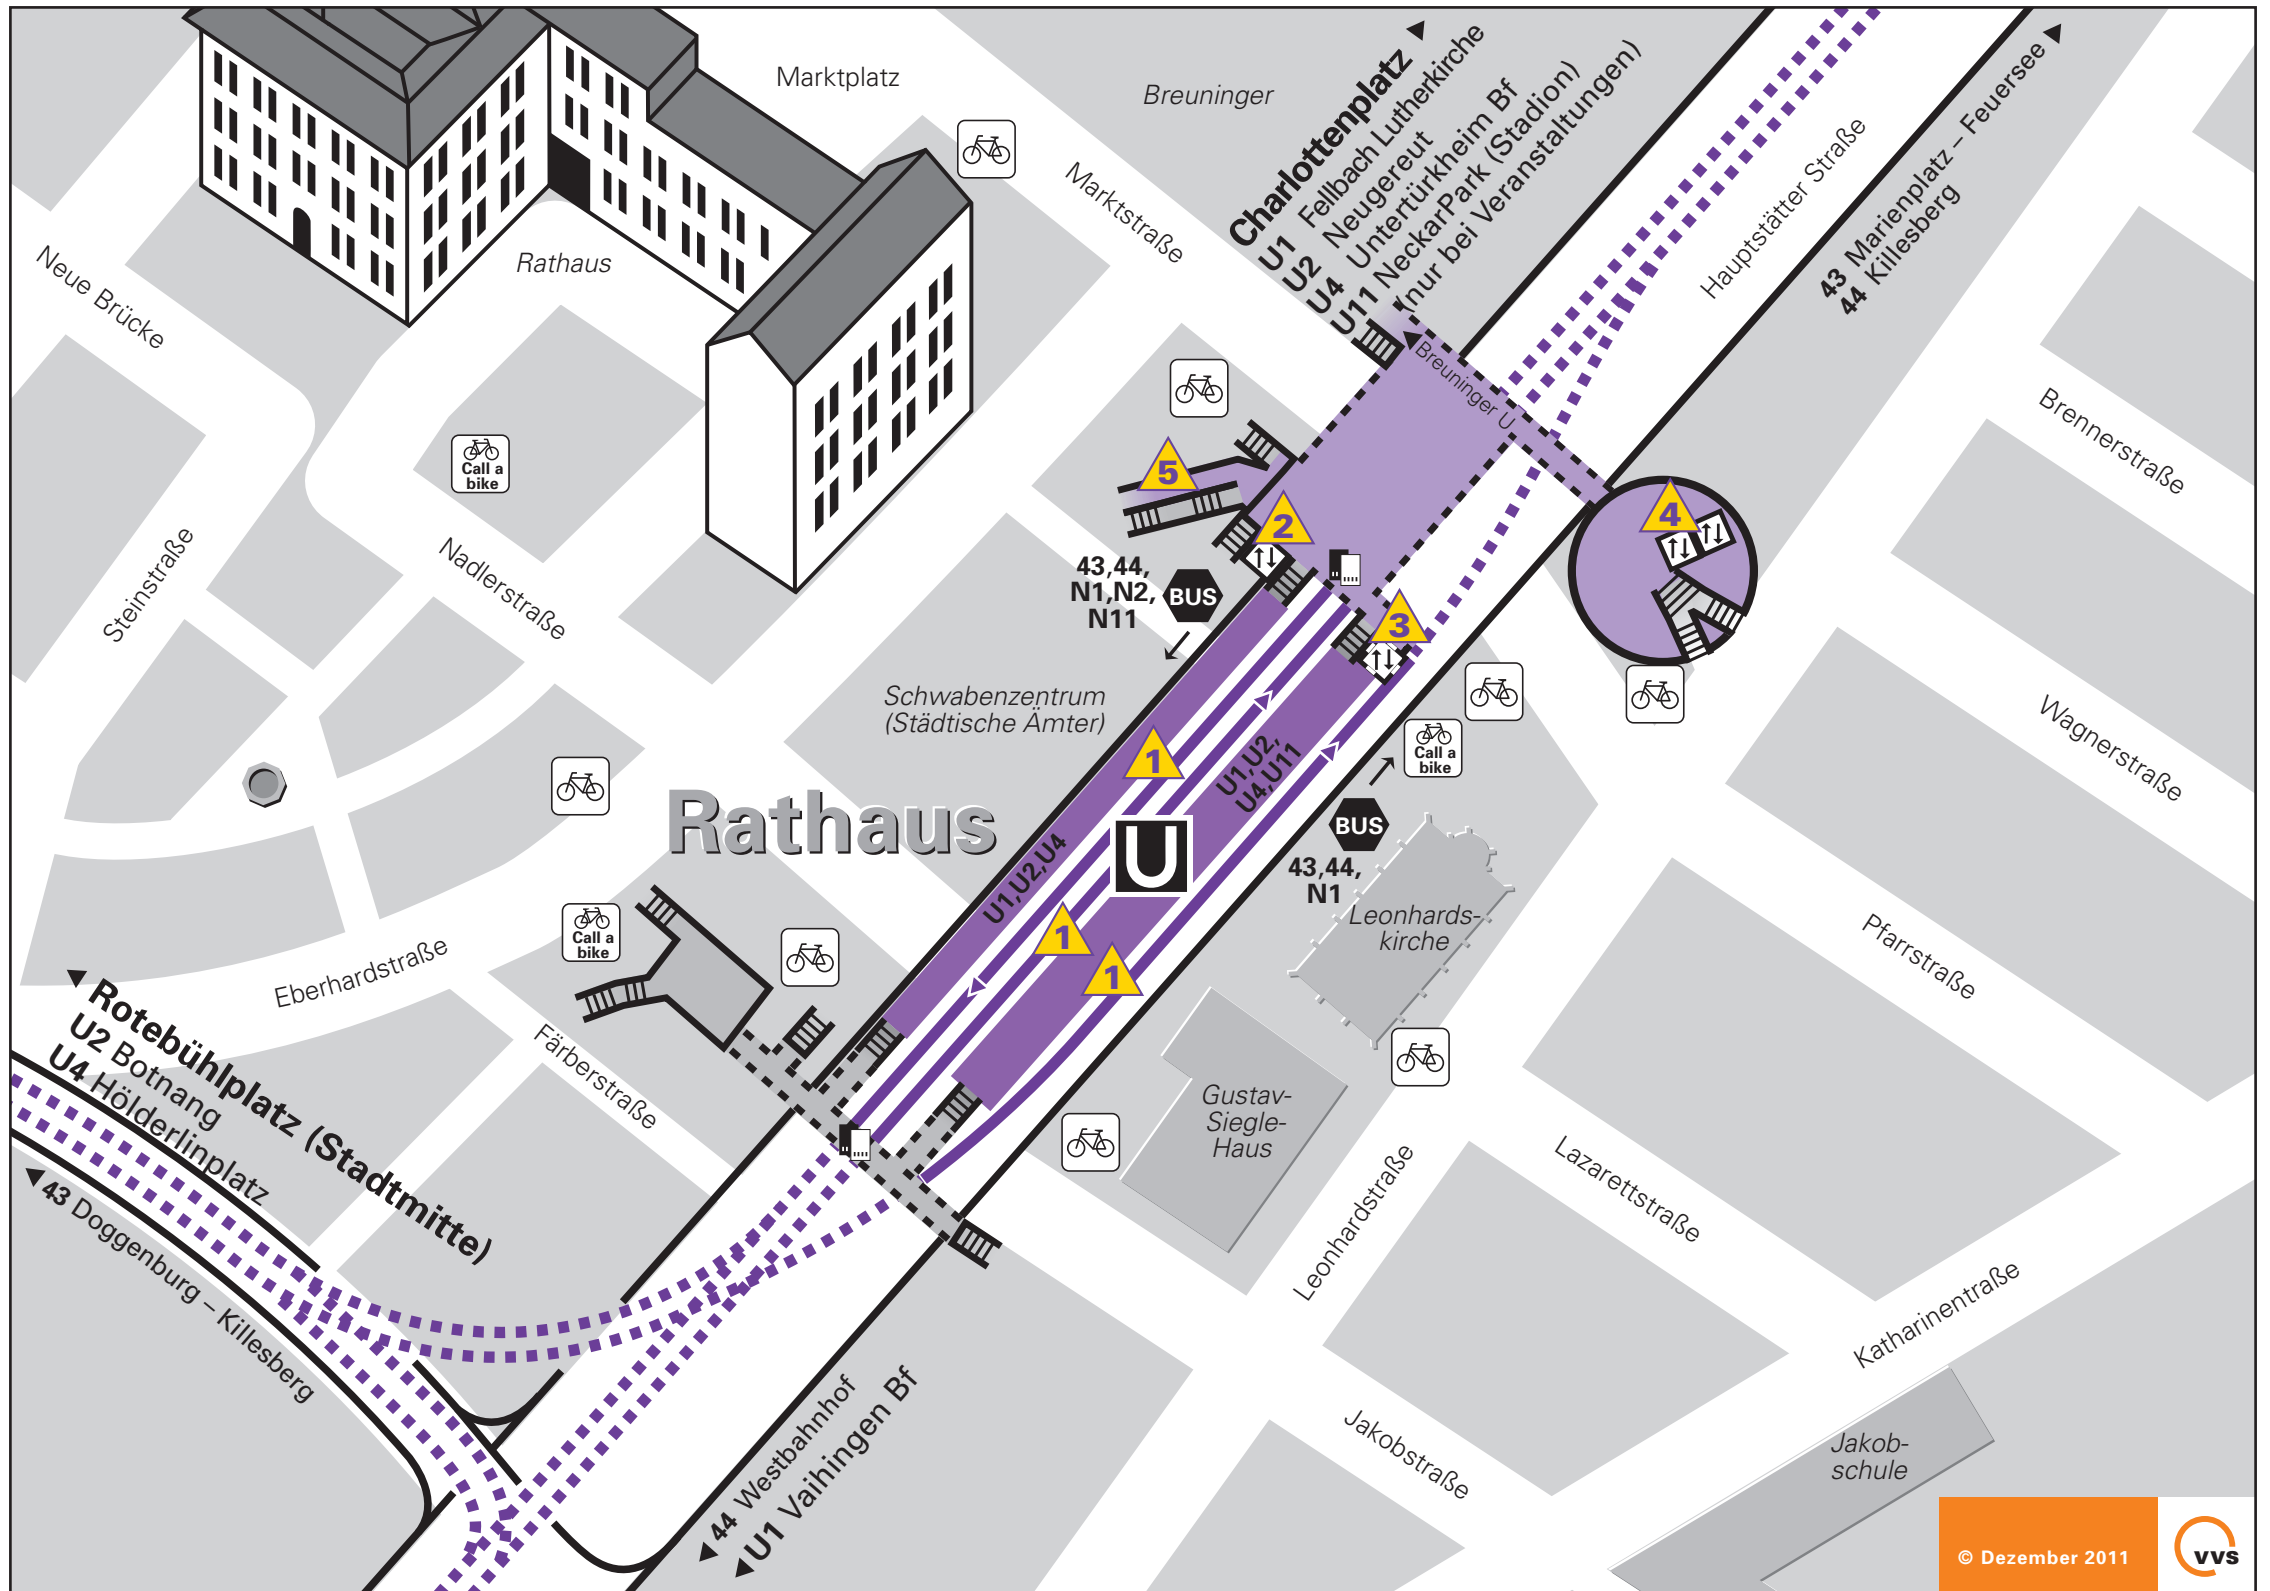 Marktplatz
Breuninger
Charlottenplatz
U1 Fellbach Lutherkirche
U2 Neugereut
U4 Untertürkheim Bf
U11 NeckarPark (Stadion)
(nur bei Veranstaltungen)
Hauptstätter Straße
43 Marienplatz – Feuersee
44 Killesberg
Marktstraße
Rathaus
Neue Brücke
Breuninger U
Brennerstraße
Call a
bike
5
2
4
Steinstraße
Nadlerstraße
43,44,
N1,N2,
N11
BUS
3
Schwabenzentrum
(Städtische Ämter)
Wagnerstraße
1
U1,U2,
U4,U11
Call a
bike
Rathaus
U
U1,U2,U4
BUS
43,44,
N1
Leonhards-
kirche
Call a
bike
1
1
Pfarrstraße
Eberhardstraße
Rotebühlplatz (Stadtmitte)
U2 Botnang
U4 Hölderlinplatz
Färberstraße
Gustav-
Siegle-
Haus
43 Doggenburg – Killesberg
Leonhardstraße
Lazarettstraße
Katharinenstraße
44 Westbahnhof
U1 Vaihingen Bf
Jakobstraße
Jakob-
schule
© Dezember 2011
vvs